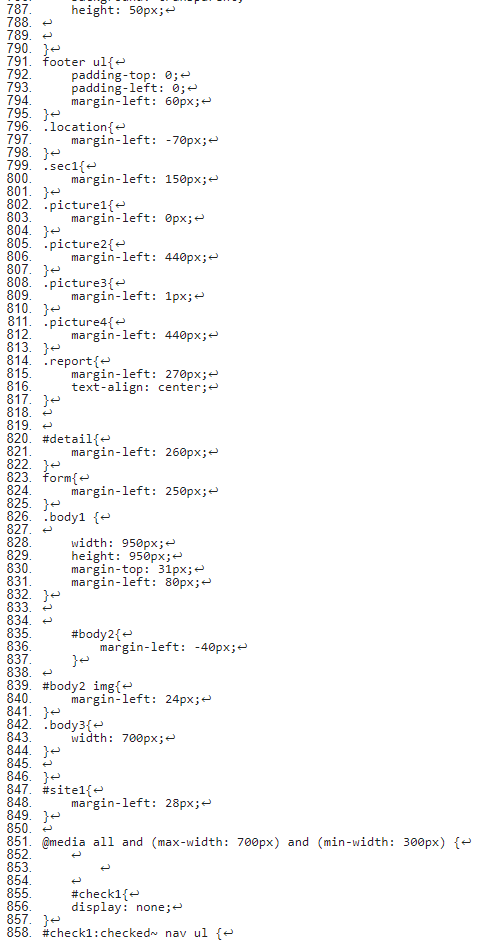 787.        height: 50px;↩
788. ↩
789. ↩
790. }↩
791. footer ul{↩
792.     padding-top: 0;↩
793.     padding-left: 0;↩
794.     margin-left: 60px;↩
795. }↩
796. .location{↩
797.     margin-left: -70px;↩
798. }↩
799. .sec1{↩
800.     margin-left: 150px;↩
801. }↩
802. .picture1{↩
803.     margin-left: 0px;↩
804. }↩
805. .picture2{↩
806.     margin-left: 440px;↩
807. }↩
808. .picture3{↩
809.     margin-left: 1px;↩
810. }↩
811. .picture4{↩
812.     margin-left: 440px;↩
813. }↩
814. .report{↩
815.     margin-left: 270px;↩
816.     text-align: center;↩
817. }↩
818. ↩
819. ↩
820. #detail{↩
821.     margin-left: 260px;↩
822. }↩
823. form{↩
824.     margin-left: 250px;↩
825. }↩
826. .body1 {↩
827. ↩
828.     width: 950px;↩
829.     height: 950px;↩
830.     margin-top: 31px;↩
831.     margin-left: 80px;↩
832. }↩
833. ↩
834. ↩
835.     #body2{↩
836.         margin-left: -40px;↩
837.     }↩
838. ↩
839. #body2 img{↩
840.     margin-left: 24px;↩
841. }↩
842. .body3{↩
843.     width: 700px;↩
844. }↩
845. ↩
846. }↩
847. #site1{↩
848.     margin-left: 28px;↩
849. }↩
850. ↩
851. @media all and (max-width: 700px) and (min-width: 300px) {↩
852.     ↩
853.         ↩
854.     ↩
855.     #check1{↩
856.     display: none;↩
857. }↩
858. #check1:checked~ nav ul {↩